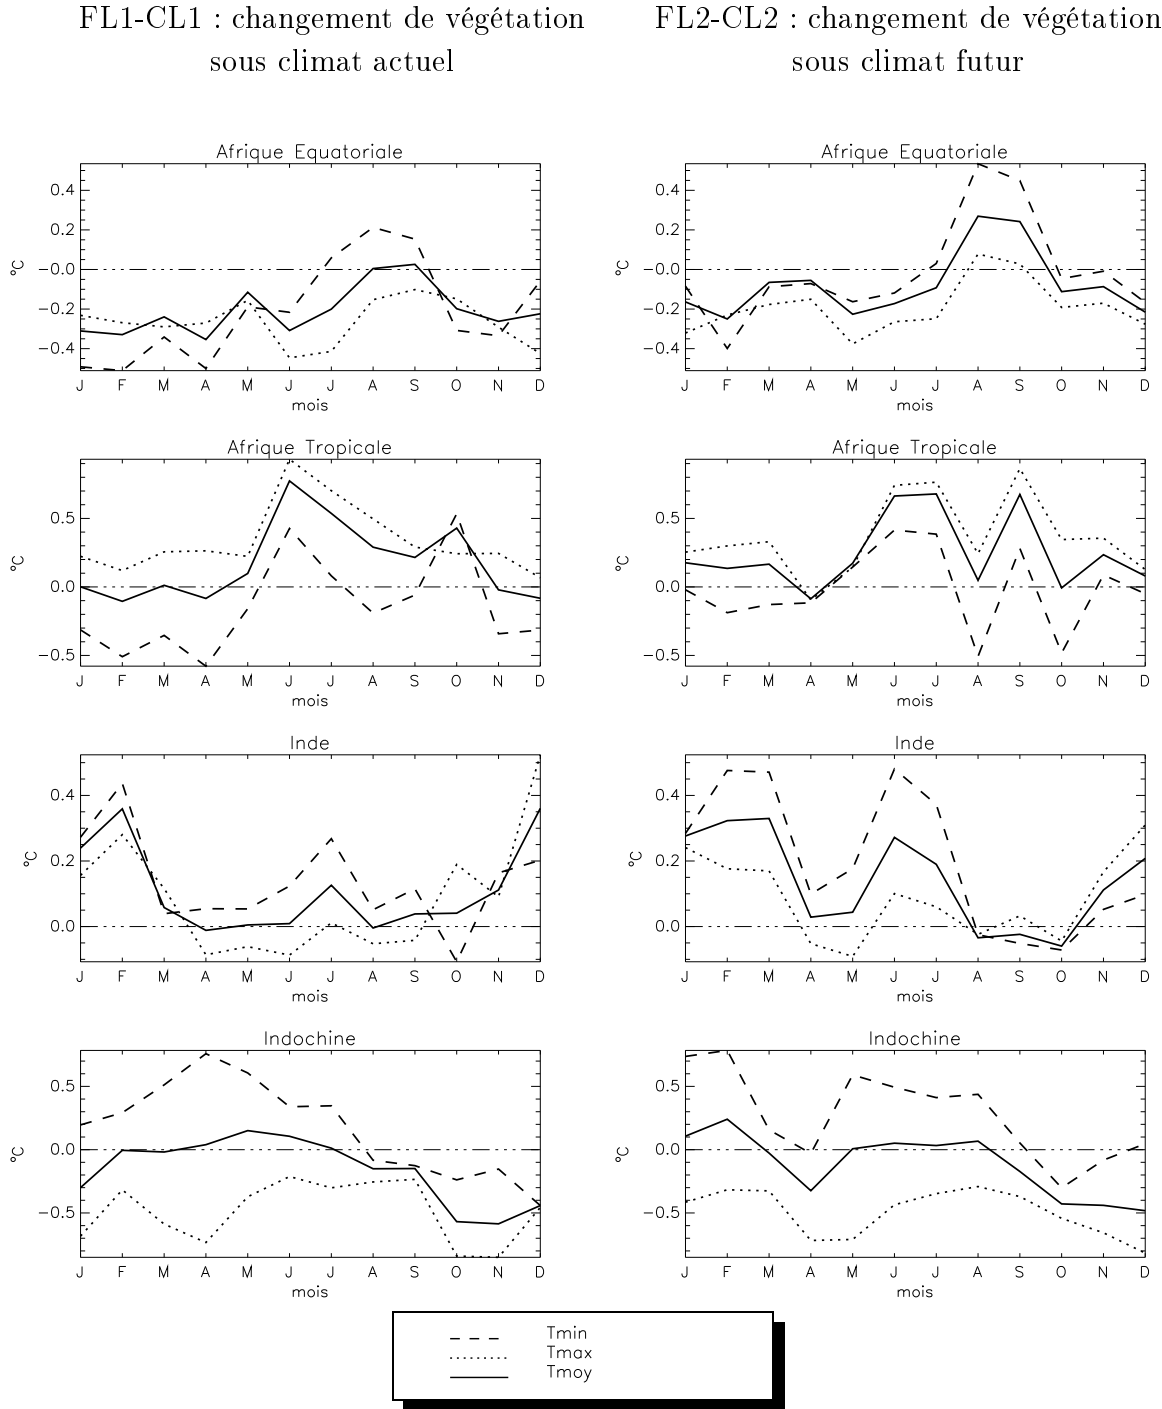 FL1-CL1 : changement de végétation
sous climat actuel
FL2-CL2 : changement de végétation
sous climat futur
Afrique Equatoriale
0.4
0.2
−0.0
−0.2
−0.4
°C
J F M A M J J A S O N D
mois
Afrique Equatoriale
0.4
0.2
−0.0
−0.2
−0.4
°C
J F M A M J J A S O N D
mois
Afrique Tropicale
0.5
0.0
−0.5
°C
J F M A M J J A S O N D
mois
Afrique Tropicale
0.5
0.0
−0.5
°C
J F M A M J J A S O N D
mois
Inde
0.4
0.2
0.0
°C
J F M A M J J A S O N D
mois
Inde
0.4
0.2
0.0
°C
J F M A M J J A S O N D
mois
Indochine
0.5
0.0
−0.5
°C
J F M A M J J A S O N D
mois
Indochine
0.5
0.0
−0.5
°C
J F M A M J J A S O N D
mois
Tmin
Tmax
Tmoy